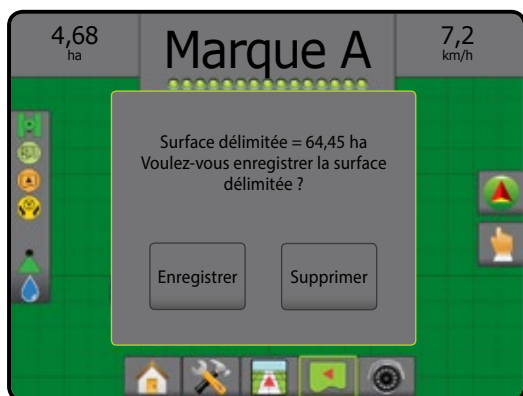 4,68
ha
Marque A
7,2
km/h
Surface délimitée = 64,45 ha
Voulez-vous enregistrer la surface
délimitée ?
Enregistrer
Supprimer